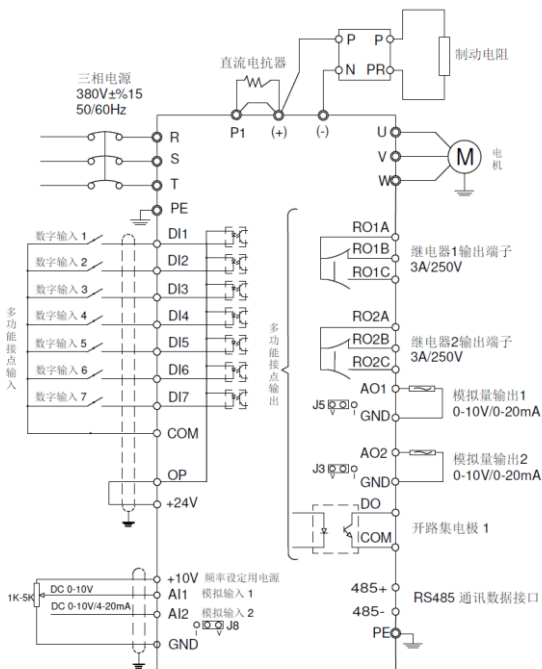 P P
N PR
制动电阻
直流电抗器
三相电源
380V±%15
50/60Hz
P1 (+) (-)
R
S
T
PE
U
V
W
M
电机
数字输入 1 DI1
数字输入 2 DI2
数字输入 3 DI3
数字输入 4 DI4
数字输入 5 DI5
数字输入 6 DI6
数字输入 7 DI7
多功能接点输入
COM
OP
+24V
多功能接点输出
RO1A
RO1B
RO1C
继电器1输出端子
3A/250V
RO2A
RO2B
RO2C
继电器2输出端子
3A/250V
AO1
J5 I V
GND
模拟量输出1
0-10V/0-20mA
AO2
J3 I V
GND
模拟量输出2
0-10V/0-20mA
DO
COM
开路集电极 1
+10V 频率设定用电源
1K-5K
DC 0-10V AI1 模拟输入 1
DC 0-10V/4-20mA AI2 模拟输入 2
J8
GND
485+
485-
RS485 通讯数据接口
PE